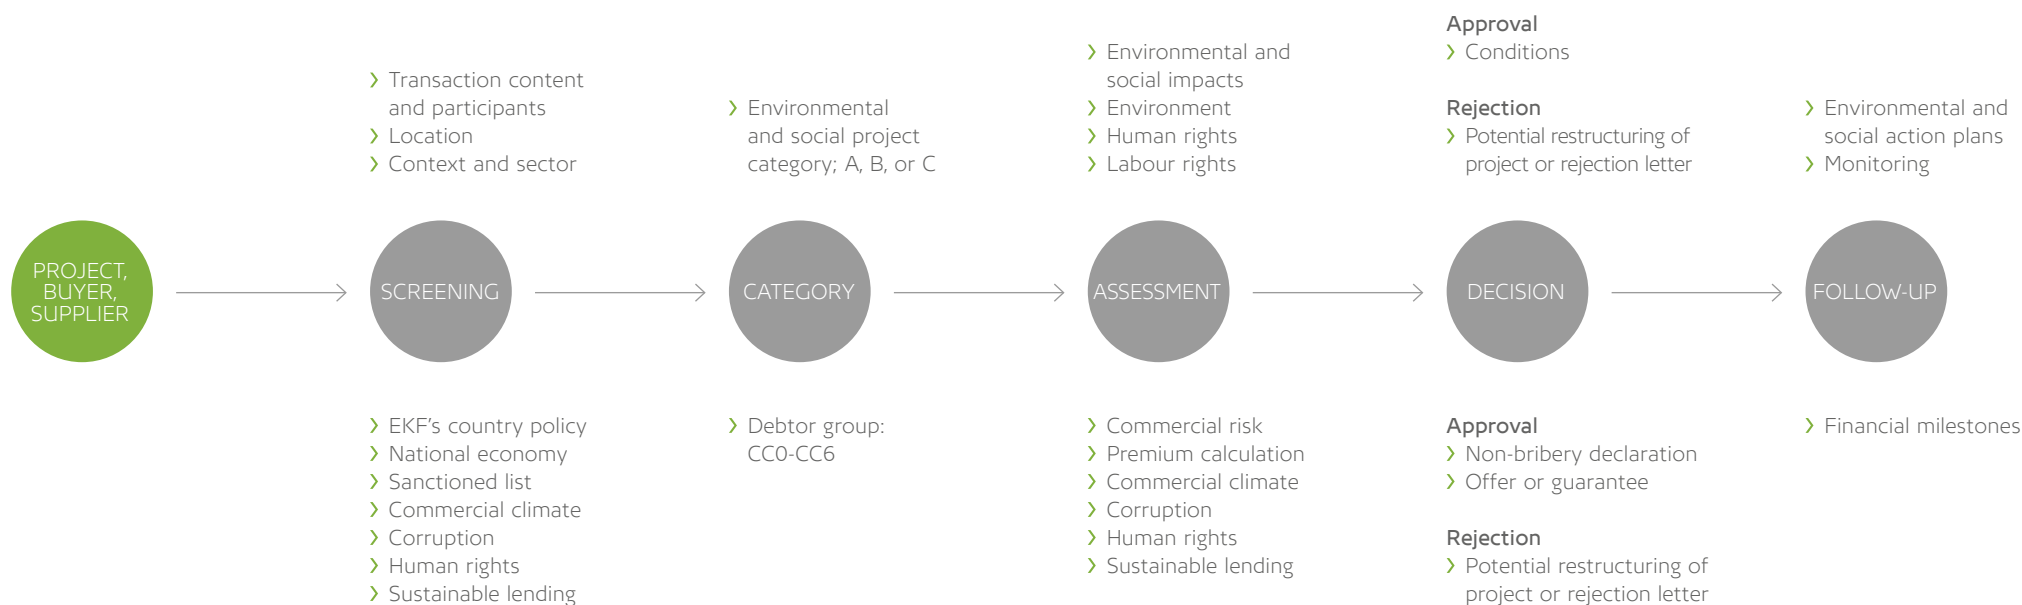 PROJECT,
BUYER,
SUPPLIER
› Transaction content
and participants
› Location
› Context and sector
SCREENING
› EKF's country policy
› National economy
› Sanctioned list
› Commercial climate
› Corruption
› Human rights
› Sustainable lending
› Environmental
and social project
category; A, B, or C
CATEGORY
› Debtor group:
CC0-CC6
› Environmental and
social impacts
› Environment
› Human rights
› Labour rights
ASSESSMENT
› Commercial risk
› Premium calculation
› Commercial climate
› Corruption
› Human rights
› Sustainable lending
Approval
› Conditions
Rejection
› Potential restructuring of
project or rejection letter
DECISION
Approval
› Non-bribery declaration
› Offer or guarantee
Rejection
› Potential restructuring of
project or rejection letter
› Environmental and
social action plans
› Monitoring
FOLLOW-UP
› Financial milestones